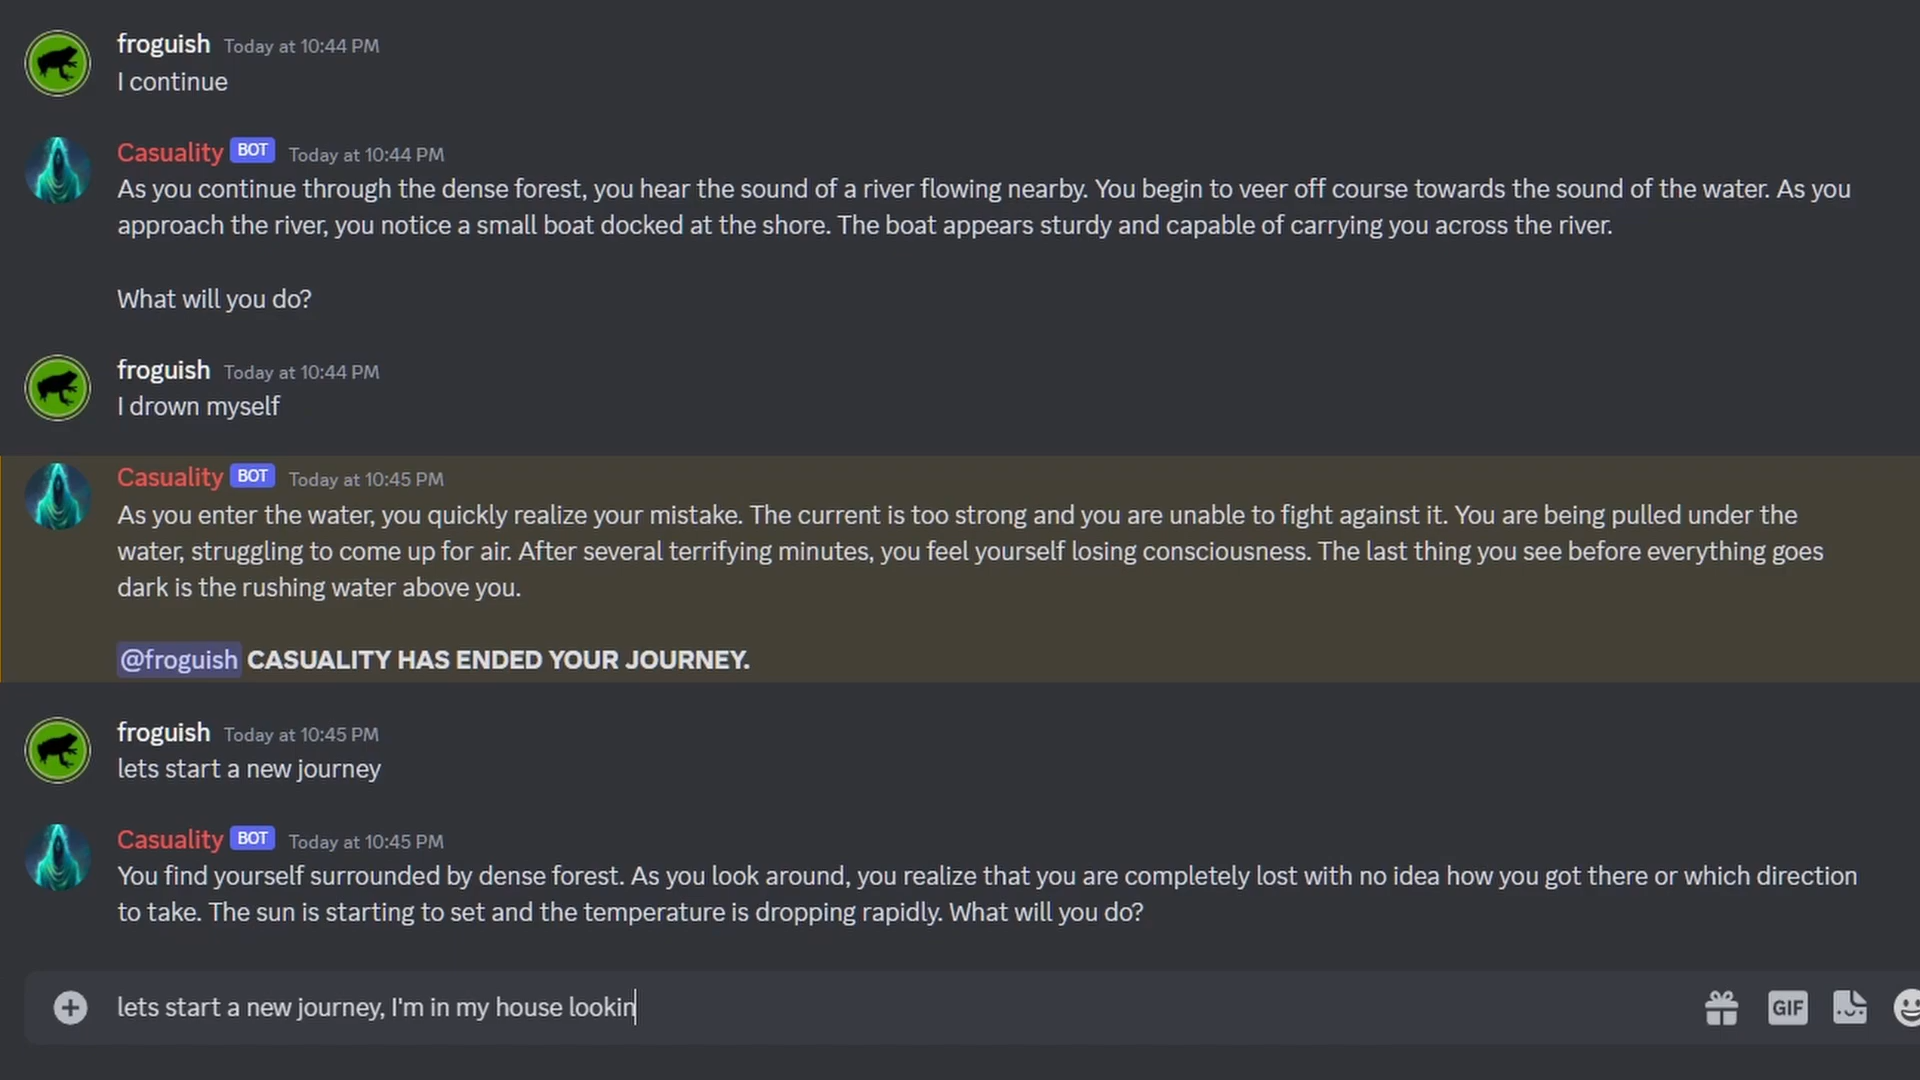 froguish Today at 10:44 PM
I continue
Casuality BOT Today at 10:44 PM
As you continue through the dense forest, you hear the sound of a river flowing nearby. You begin to veer off course towards the sound of the water. As you
approach the river, you notice a small boat docked at the shore. The boat appears sturdy and capable of carrying you across the river.
What will you do?
froguish Today at 10:44 PM
I drown myself
Casuality BOT Today at 10:45 PM
As you enter the water, you quickly realize your mistake. The current is too strong and you are unable to fight against it. You are being pulled under the
water, struggling to come up for air. After several terrifying minutes, you feel yourself losing consciousness. The last thing you see before everything goes
dark is the rushing water above you.
@froguish CASUALITY HAS ENDED YOUR JOURNEY.
froguish Today at 10:45 PM
lets start a new journey
Casuality BOT Today at 10:45 PM
You find yourself surrounded by dense forest. As you look around, you realize that you are completely lost with no idea how you got there or which direction
to take. The sun is starting to set and the temperature is dropping rapidly. What will you do?
lets start a new journey, I'm in my house lookin
GIF